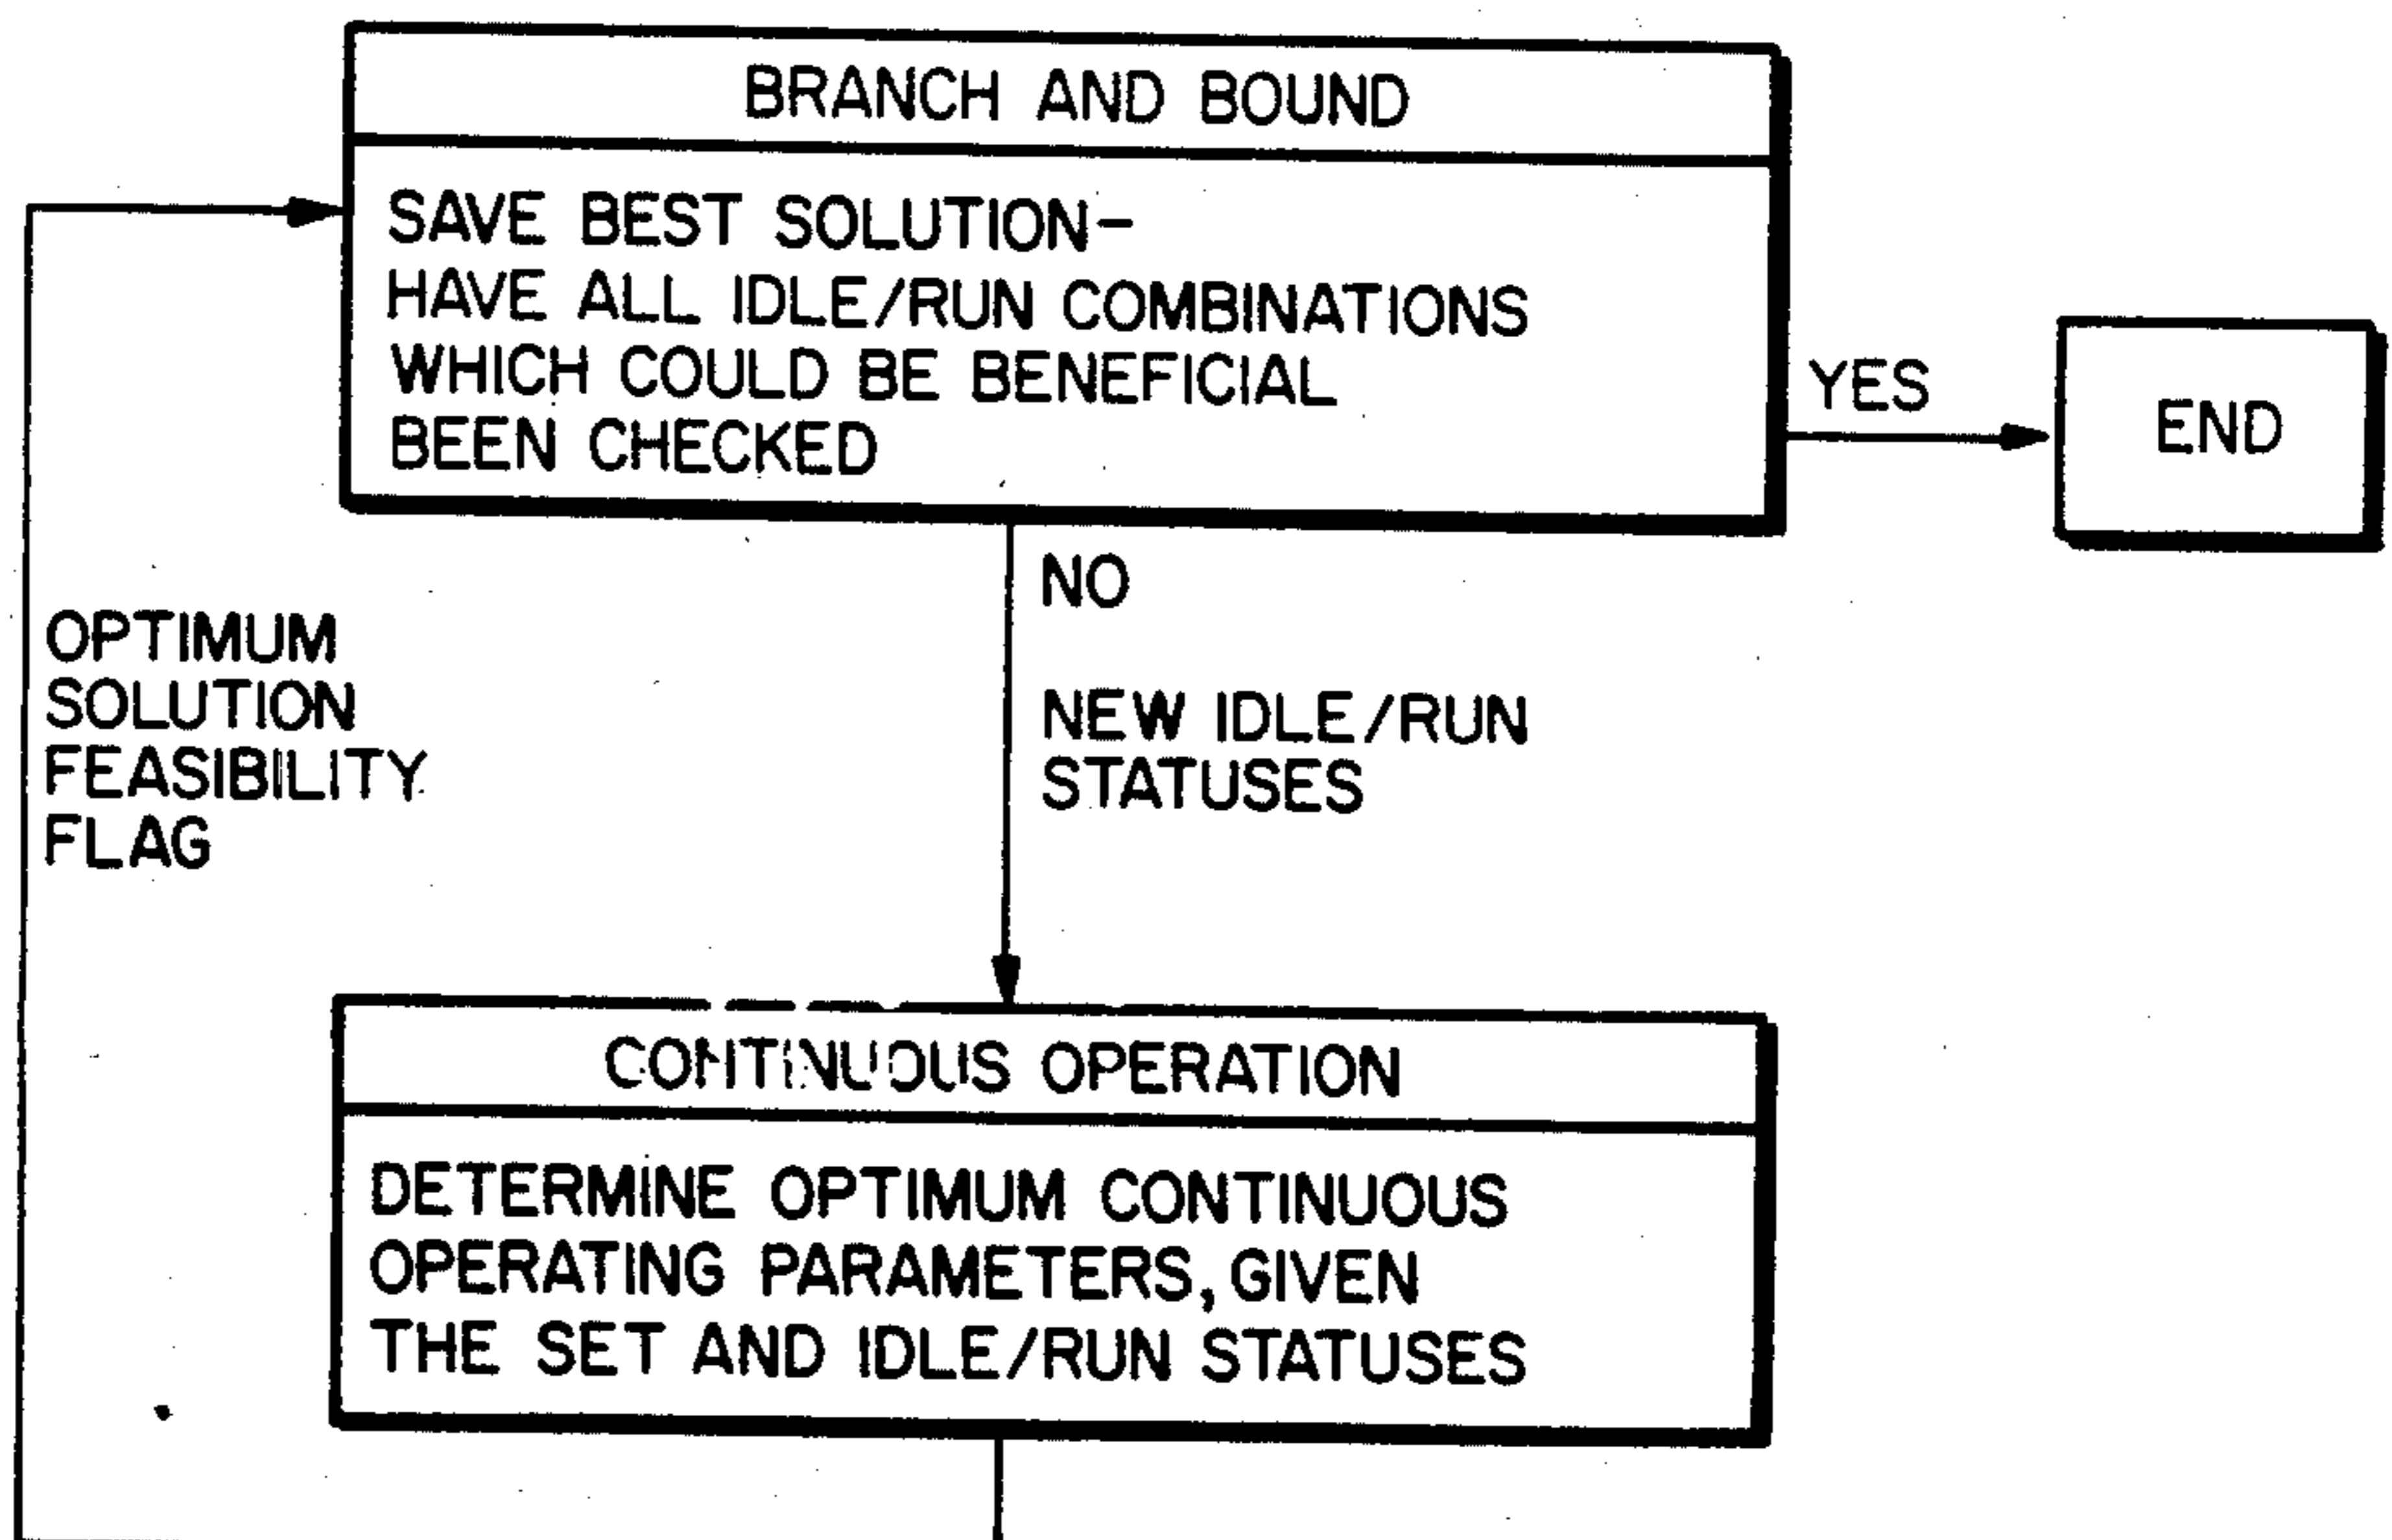 BRANCH AND BOUND
SAVE BEST SOLUTION-
HAVE ALL IDLE/RUN COMBINATIONS
WHICH COULD BE BENEFICIAL
BEEN CHECKED
YES
END
NO
OPTIMUM
SOLUTION
FEASIBILITY
FLAG
NEW IDLE/RUN
STATUSES
CONTINUOUS OPERATION
DETERMINE OPTIMUM CONTINUOUS
OPERATING PARAMETERS, GIVEN
THE SET AND IDLE/RUN STATUSES